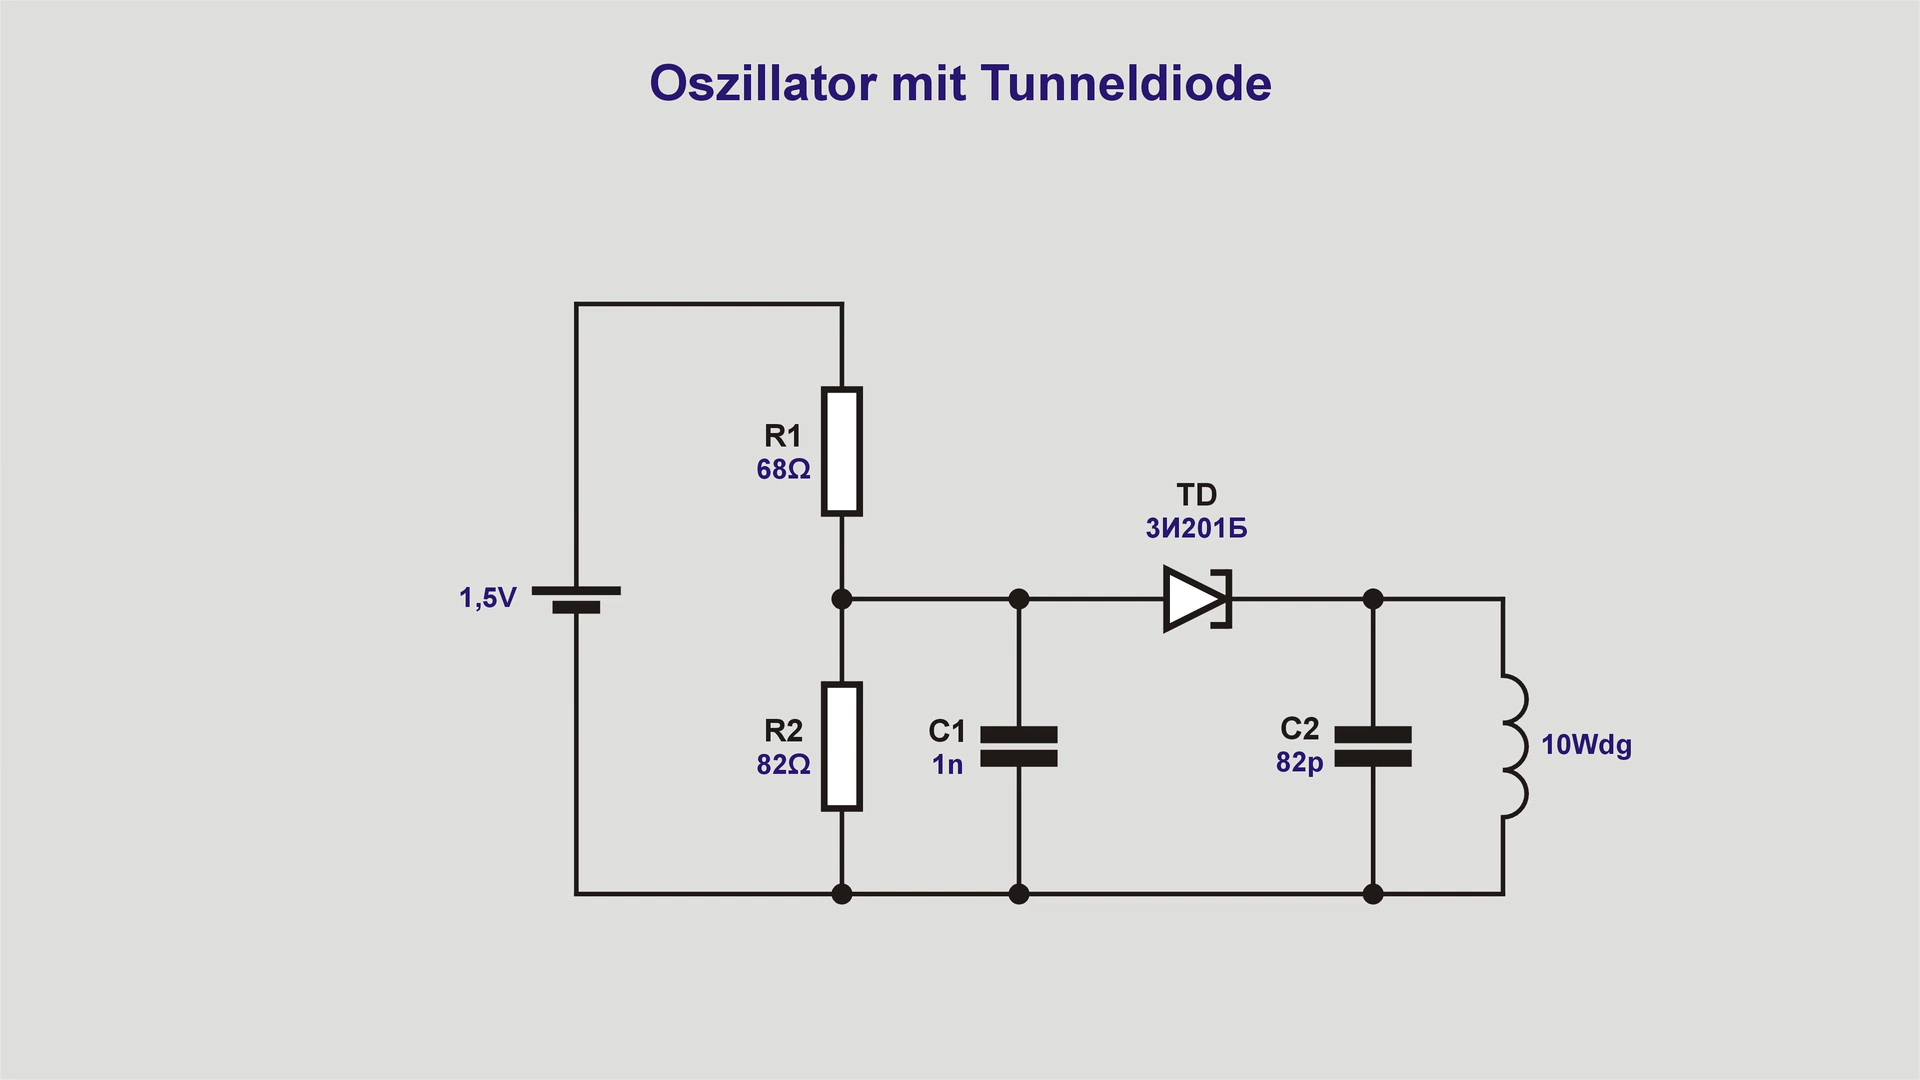 Oszillator mit Tunneldiode
R1
68Ω
TD
3И201Б
1,5V
R2
82Ω
C1
1n
C2
82p
10Wdg